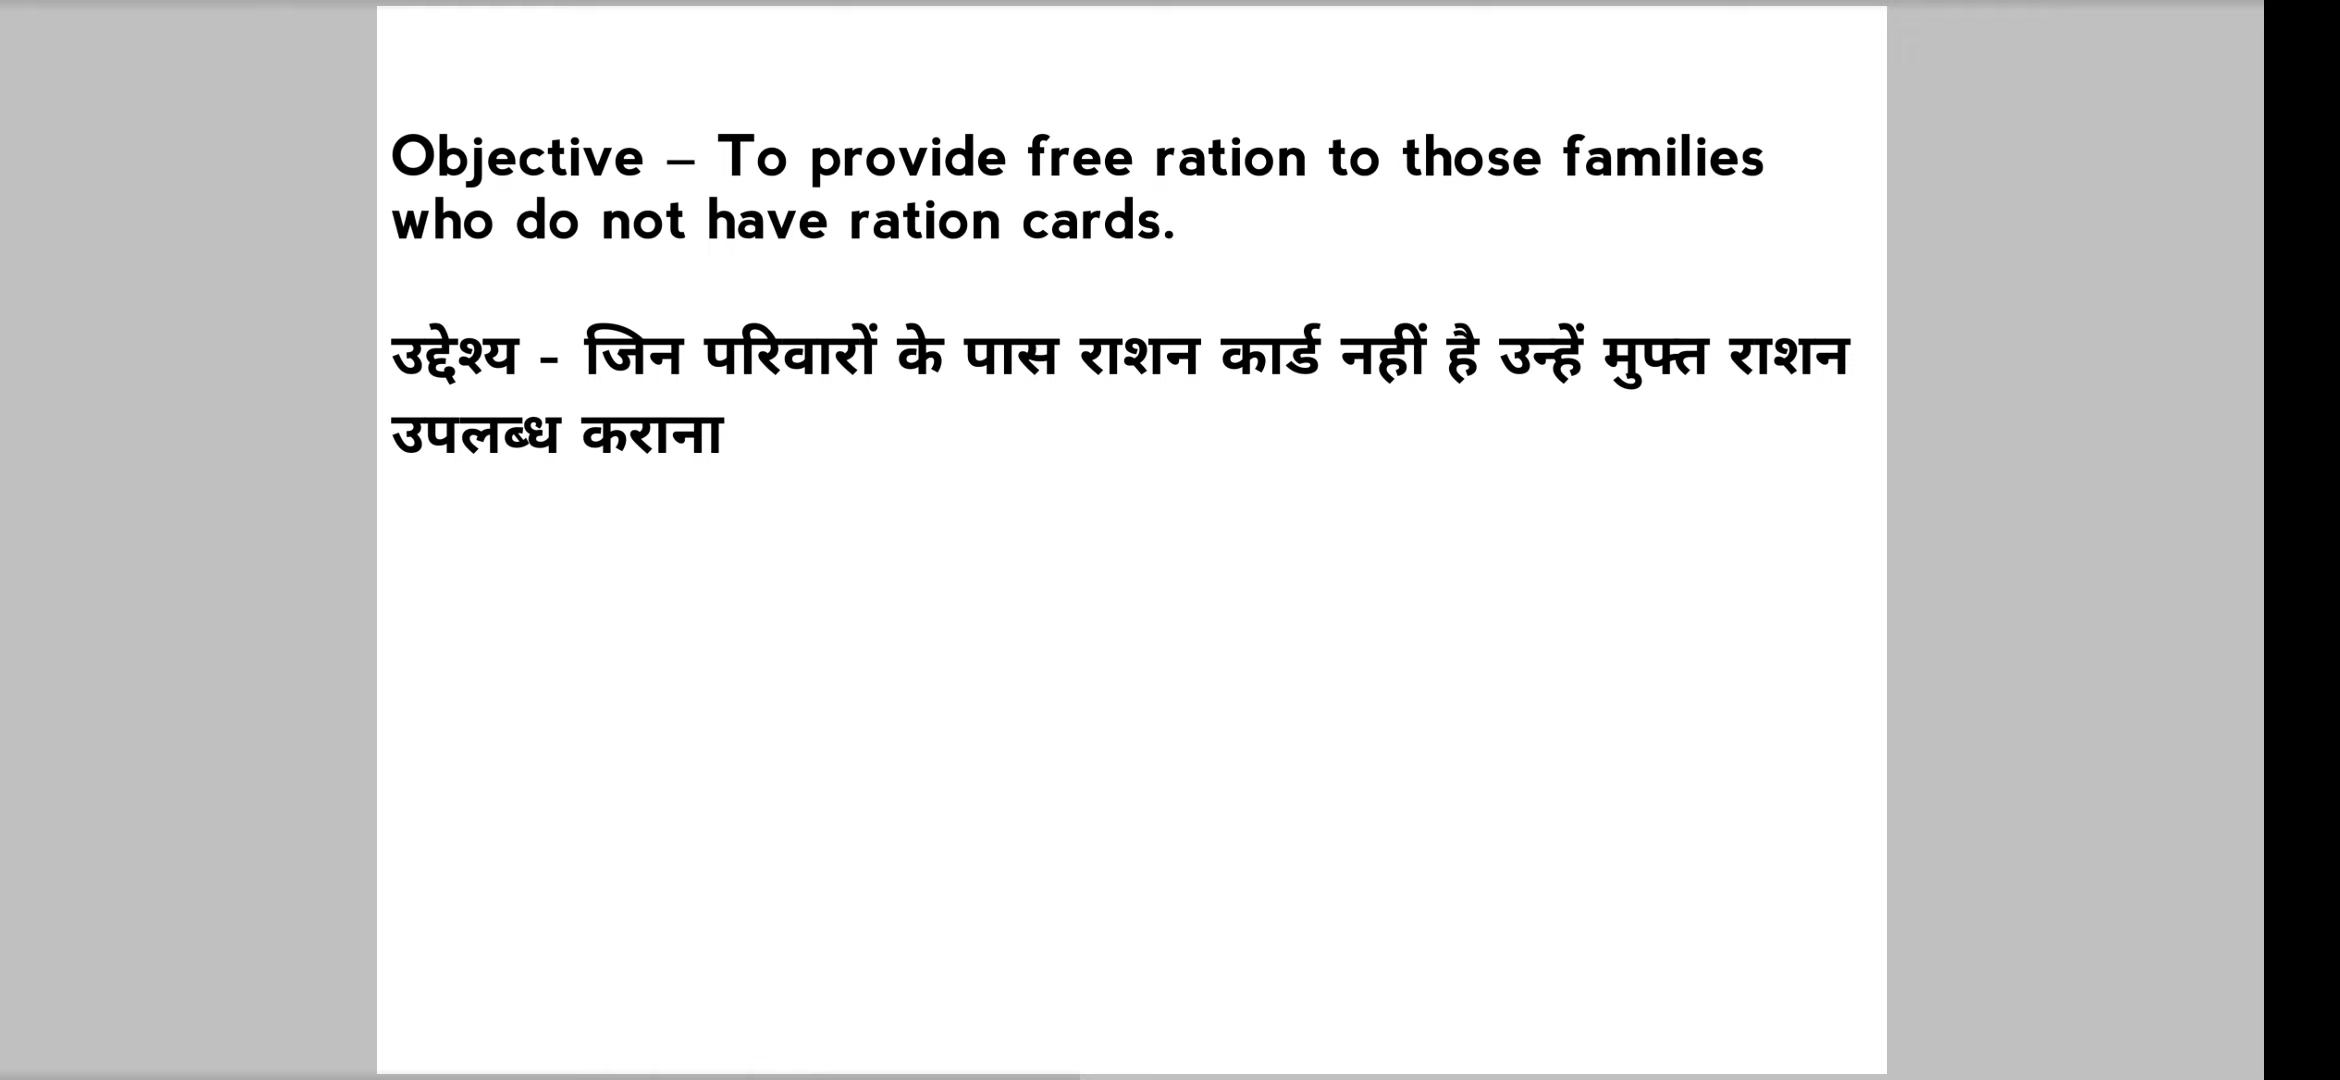 Objective – To provide free ration to those families
who do not have ration cards.
उद्देश्य - जिन परिवारों के पास राशन कार्ड नहीं है उन्हें मुफ्त राशन
उपलब्ध कराना